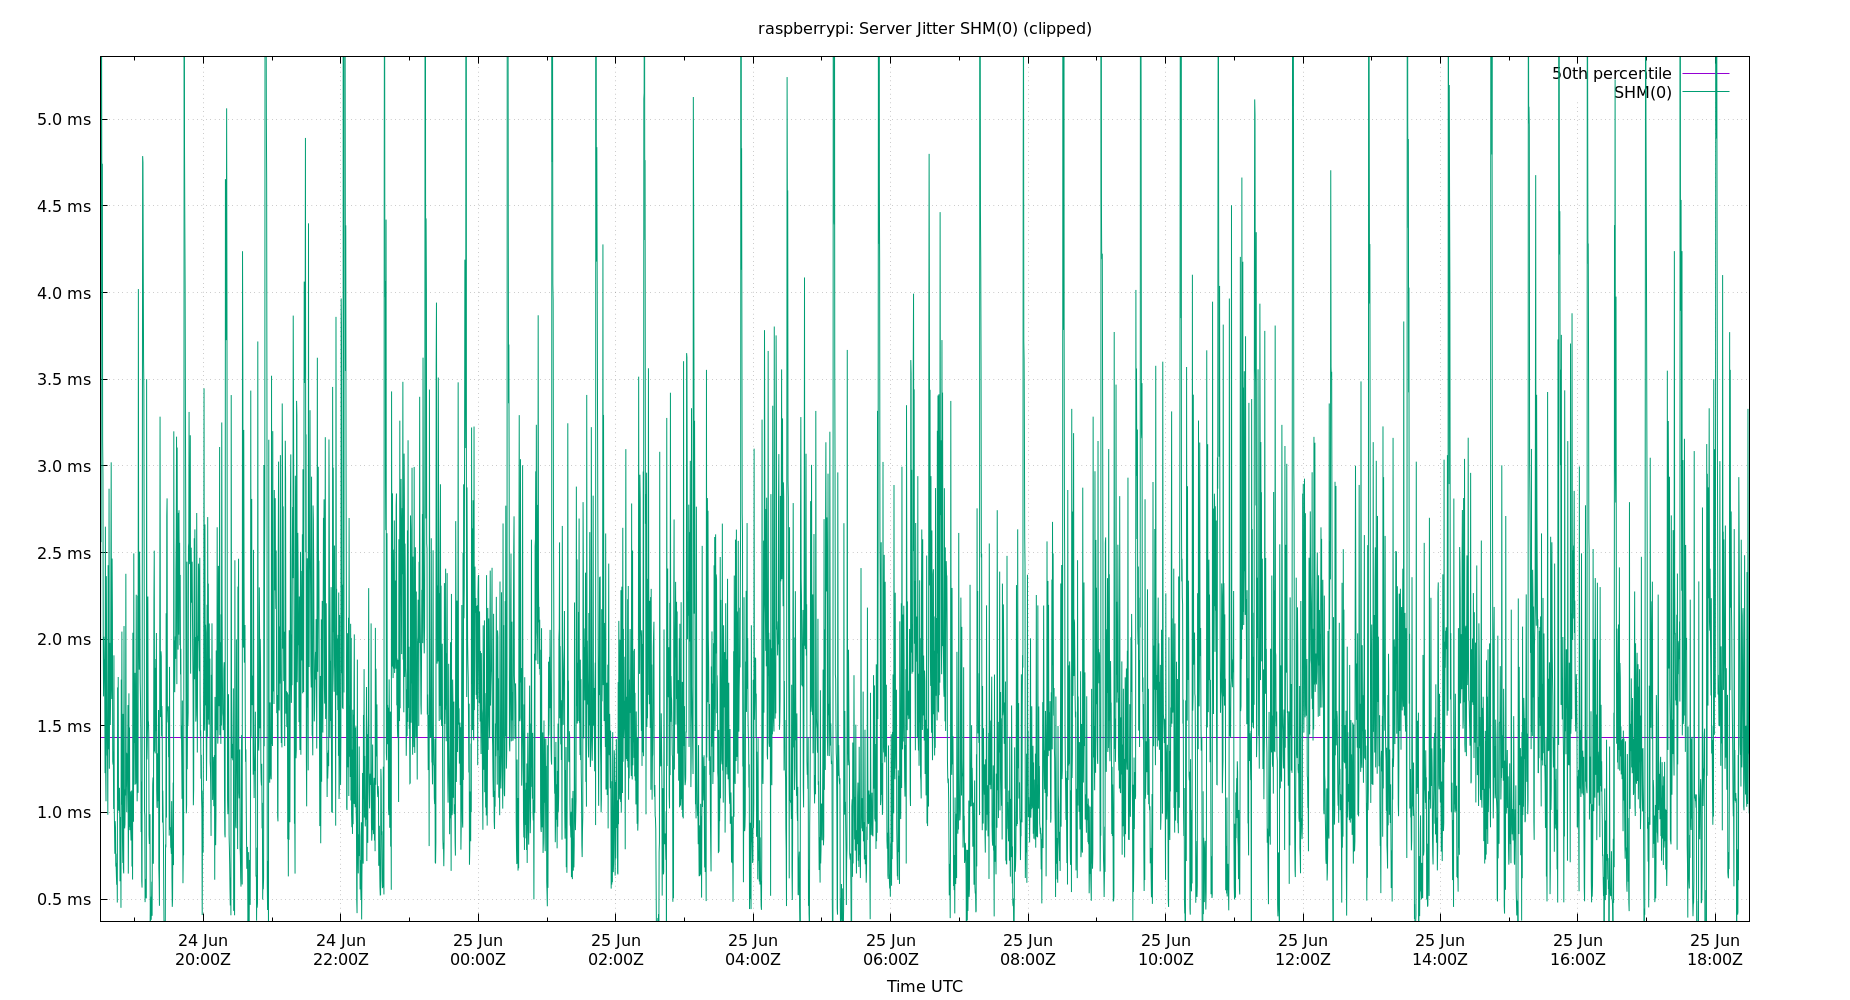 raspberrypi: Server Jitter SHM(0) (clipped)
50th percentile
SHM(0)
5.0 ms
4.5 ms
4.0 ms
3.5 ms
3.0 ms
2.5 ms
2.0 ms
1.5 ms
1.0 ms
0.5 ms
24 Jun 24 Jun 25 Jun 25 Jun 25 Jun 25 Jun 25 Jun 25 Jun 25 Jun 25 Jun 25 Jun 25 Jun
20:00Z 22:00Z 00:00Z 02:00Z 04:00Z 06:00Z 08:00Z 10:00Z 12:00Z 14:00Z 16:00Z 18:00Z
Time UTC